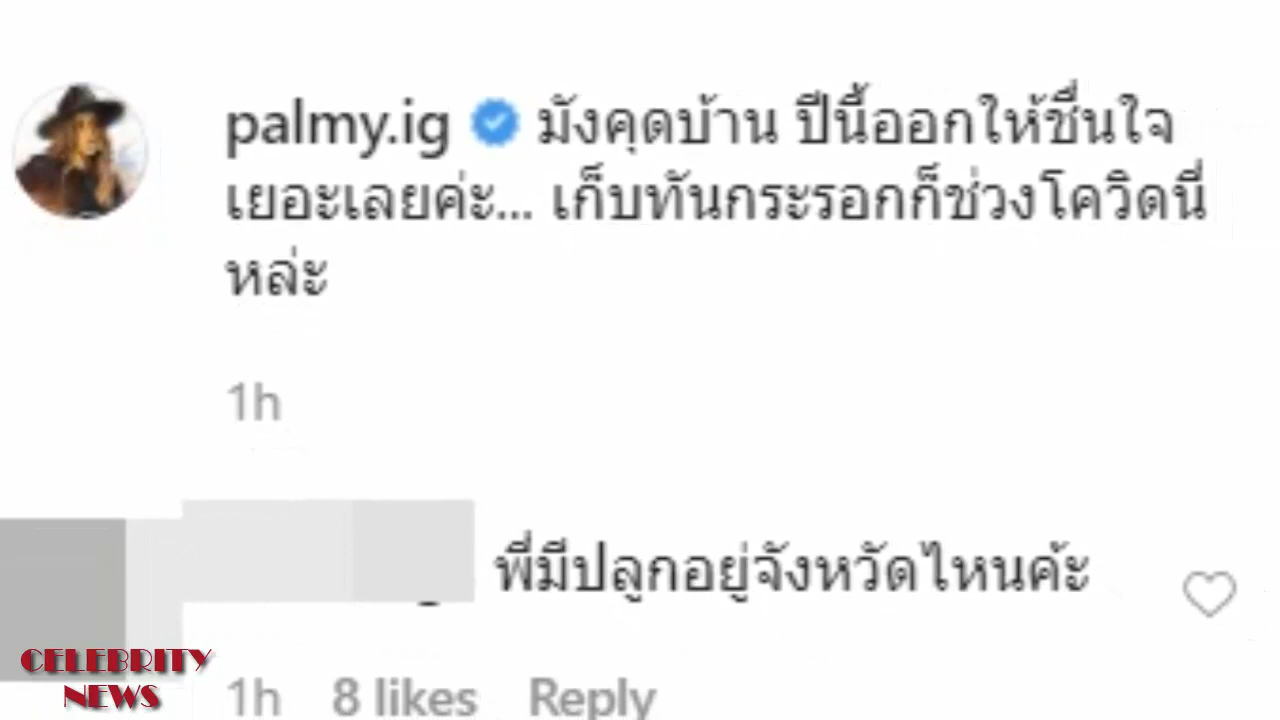 palmy.ig มังคุดบ้าน ปีนี้ออกให้ชื่นใจ
เยอะเลยค่ะ... เก็บทันกระรอกก็ช่วงโควิดนี่
หล่ะ
1h
พี่มีปลูกอยู่จังหวัดไหนค้ะ
1h 8 likes Reply
CELEBRITY
NEWS